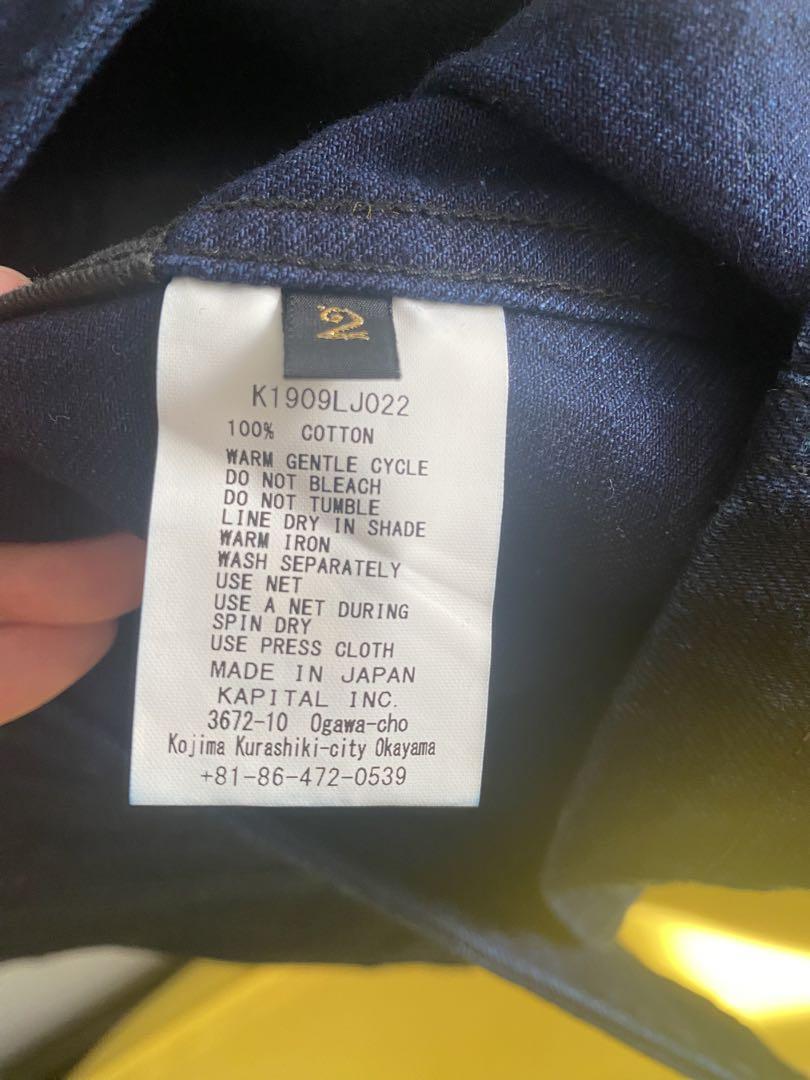 2
K1909LJ022
100% COTTON
WARM GENTLE CYCLE
DO NOT BLEACH
DO NOT TUMBLE
LINE DRY IN SHADE
WARM IRON
WASH SEPARATELY
USE NET
USE A NET DURING
SPIN DRY
USE PRESS CLOTH
MADE IN JAPAN
KAPITAL INC.
3672-10 Ogawa-cho
Kojima Kurashiki-city Okayama
+81-86-472-0539